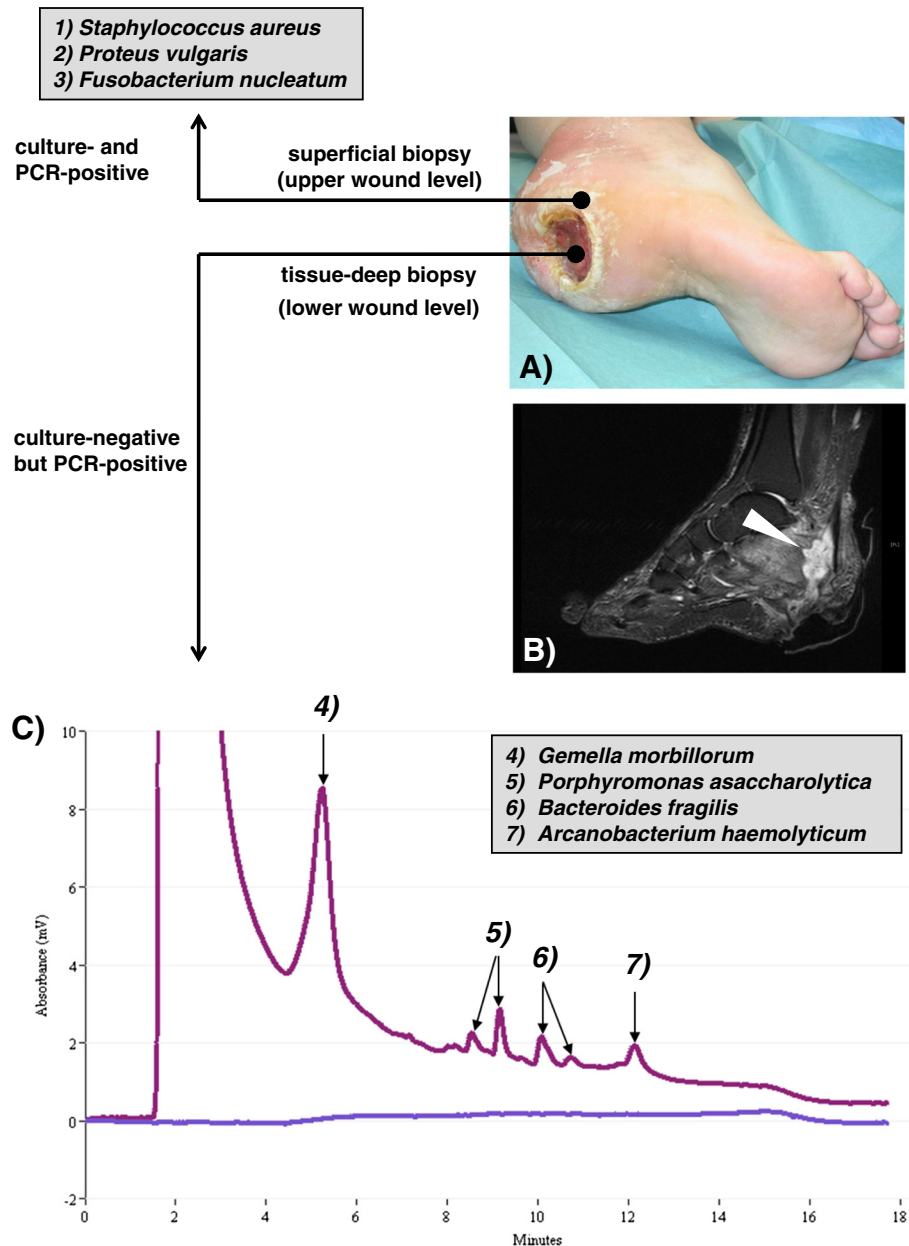 1) Staphylococcus aureus
2) Proteus vulgaris
3) Fusobacterium nucleatum
culture- and
PCR-positive
superficial biopsy
(upper wound level)
tissue-deep biopsy
(lower wound level)
A)
culture-negative
but PCR-positive
B)
C)
4)
4) Gemella morbillorum
5) Porphyromonas asaccharolytica
6) Bacteroides fragilis
7) Arcanobacterium haemolyticum
5)
6)
7)
10
8
6
4
2
0
-2
Absorbance (mV)
0 2 4 6 8 10 12 14 16 18
Minutes